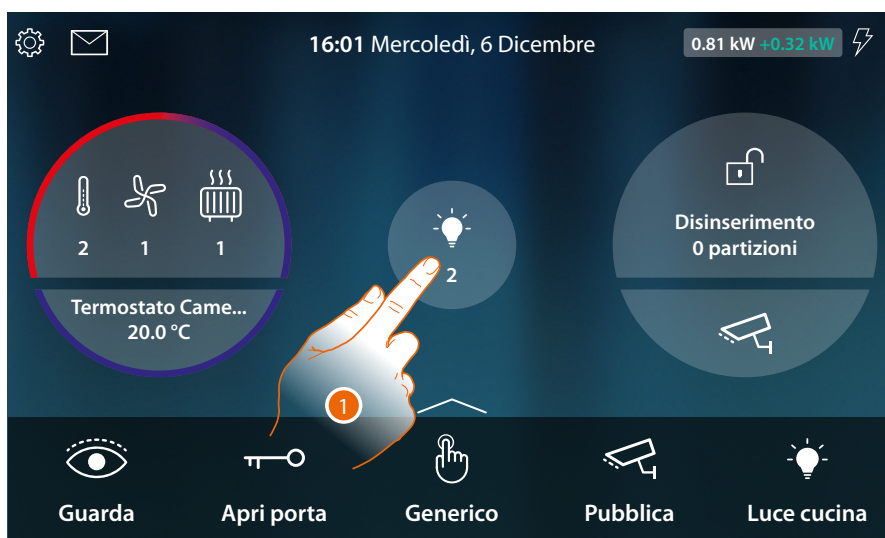 16:01 Mercoledì, 6 Dicembre
0.81 kW +0.32 kW
2 1 1
Termostato Came...
20.0 °C
2
Disinserimento
0 partizioni
1
Guarda
Apri porta
Generico
Pubblica
Luce cucina